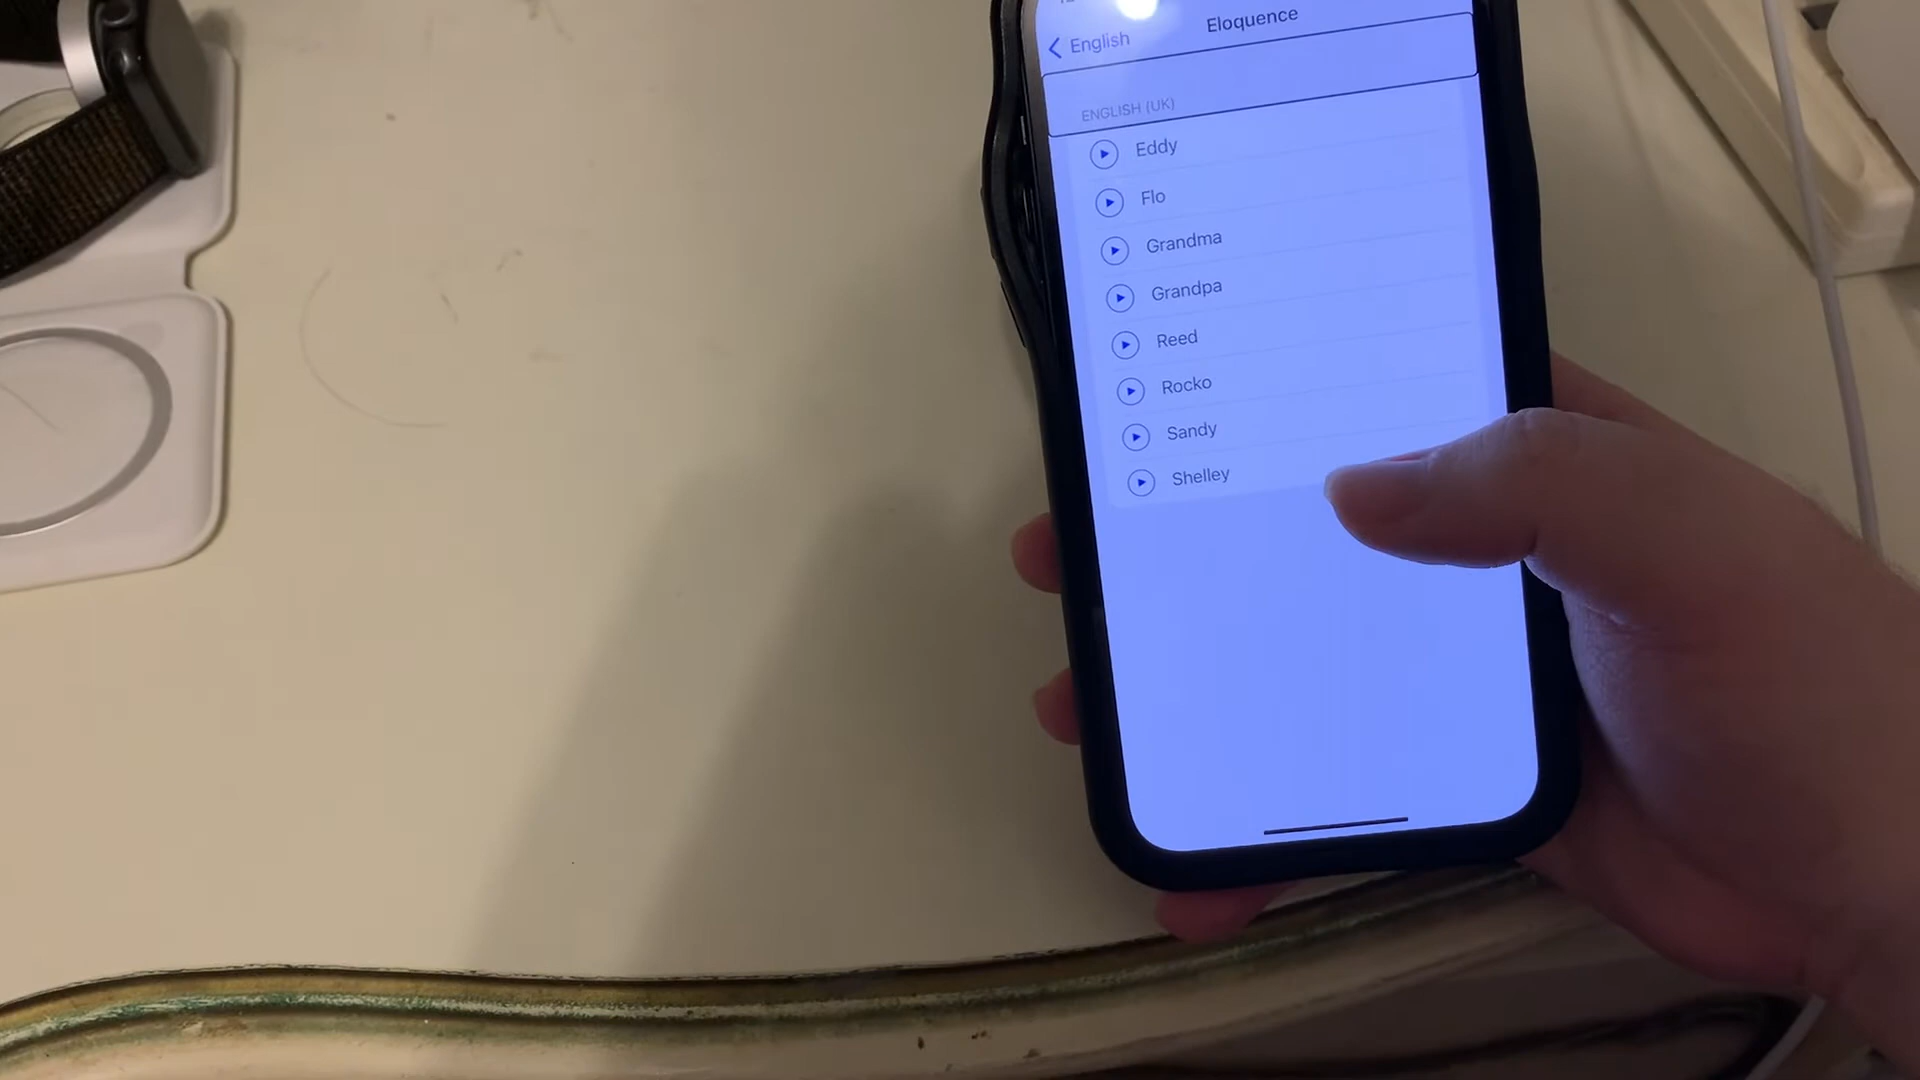 Eloquence
English
ENGLISH (UK)
Eddy
Flo
Grandma
Grandpa
Reed
Rocko
Sandy
Shelley